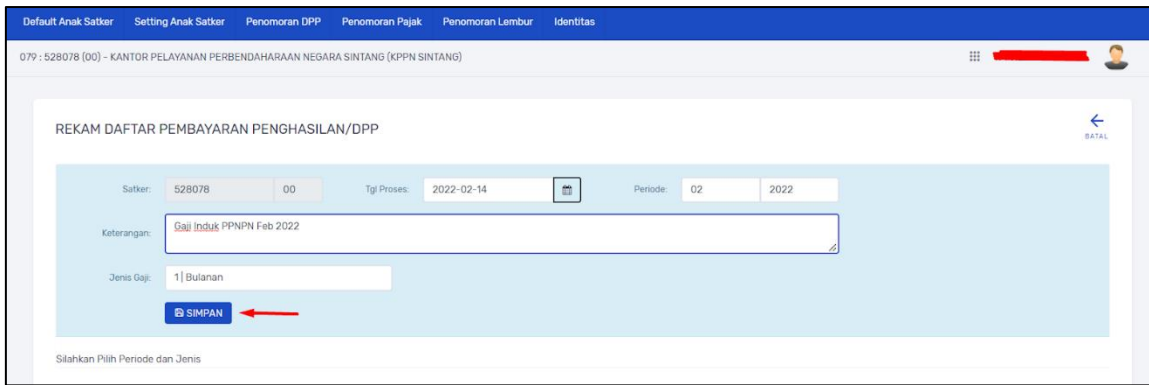 Default Anak Satker Setting Anak Satker Penomoran DPP Penomoran Pajak Penomoran Lembur Identitas
079 : 528078 (00) - KANTOR PELAYANAN PERBENDAHARAAN NEGARA SINTANG (KPPN SINTANG)
REKAM DAFTAR PEMBAYARAN PENGHASILAN/DPP
BATAL
Satker: 528078 00 Tgl Proses: 2022-02-14 Periode: 02 2022
Keterangan: Gaji Induk PPNPN Feb 2022
Jenis Gaji: 1| Bulanan
SIMPAN
Silahkan Pilih Periode dan Jenis